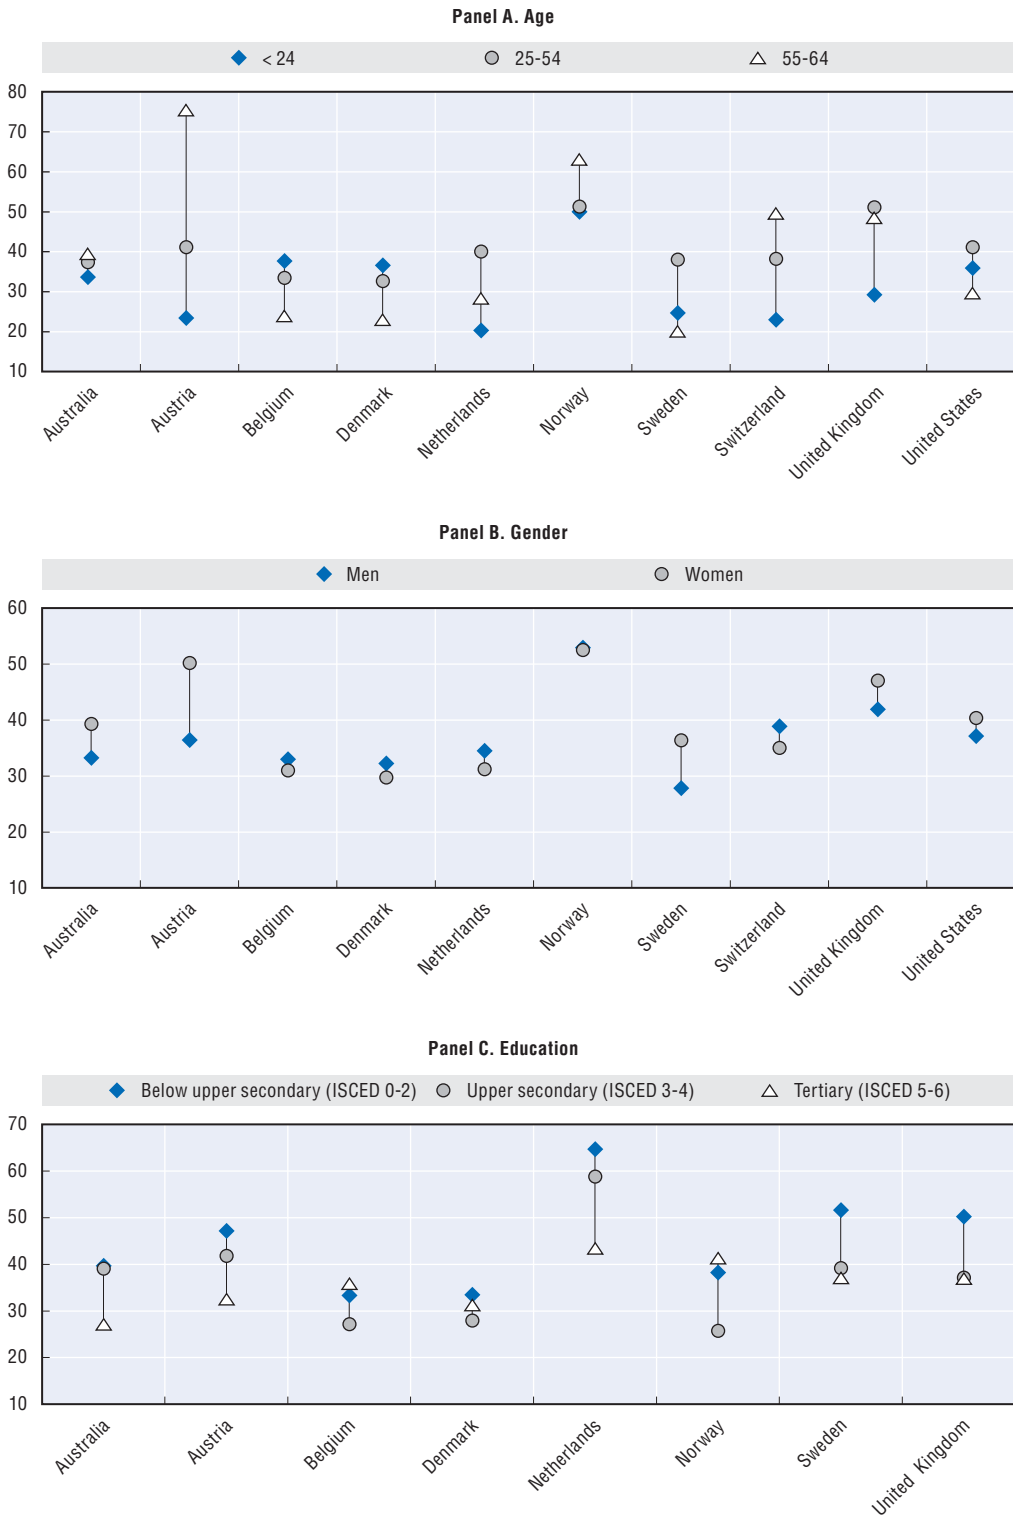 Panel A. Age
< 24 25-54 55-64
80
70
60
50
40
30
20
10
Australia Austria Belgium Denmark Netherlands Norway Sweden Switzerland United Kingdom United States
Panel B. Gender
Men Women
60
50
40
30
20
10
Australia Austria Belgium Denmark Netherlands Norway Sweden Switzerland United Kingdom United States
Panel C. Education
Below upper secondary (ISCED 0-2) Upper secondary (ISCED 3-4) Tertiary (ISCED 5-6)
70
60
50
40
30
20
10
Australia Austria Belgium Denmark Netherlands Norway Sweden United Kingdom